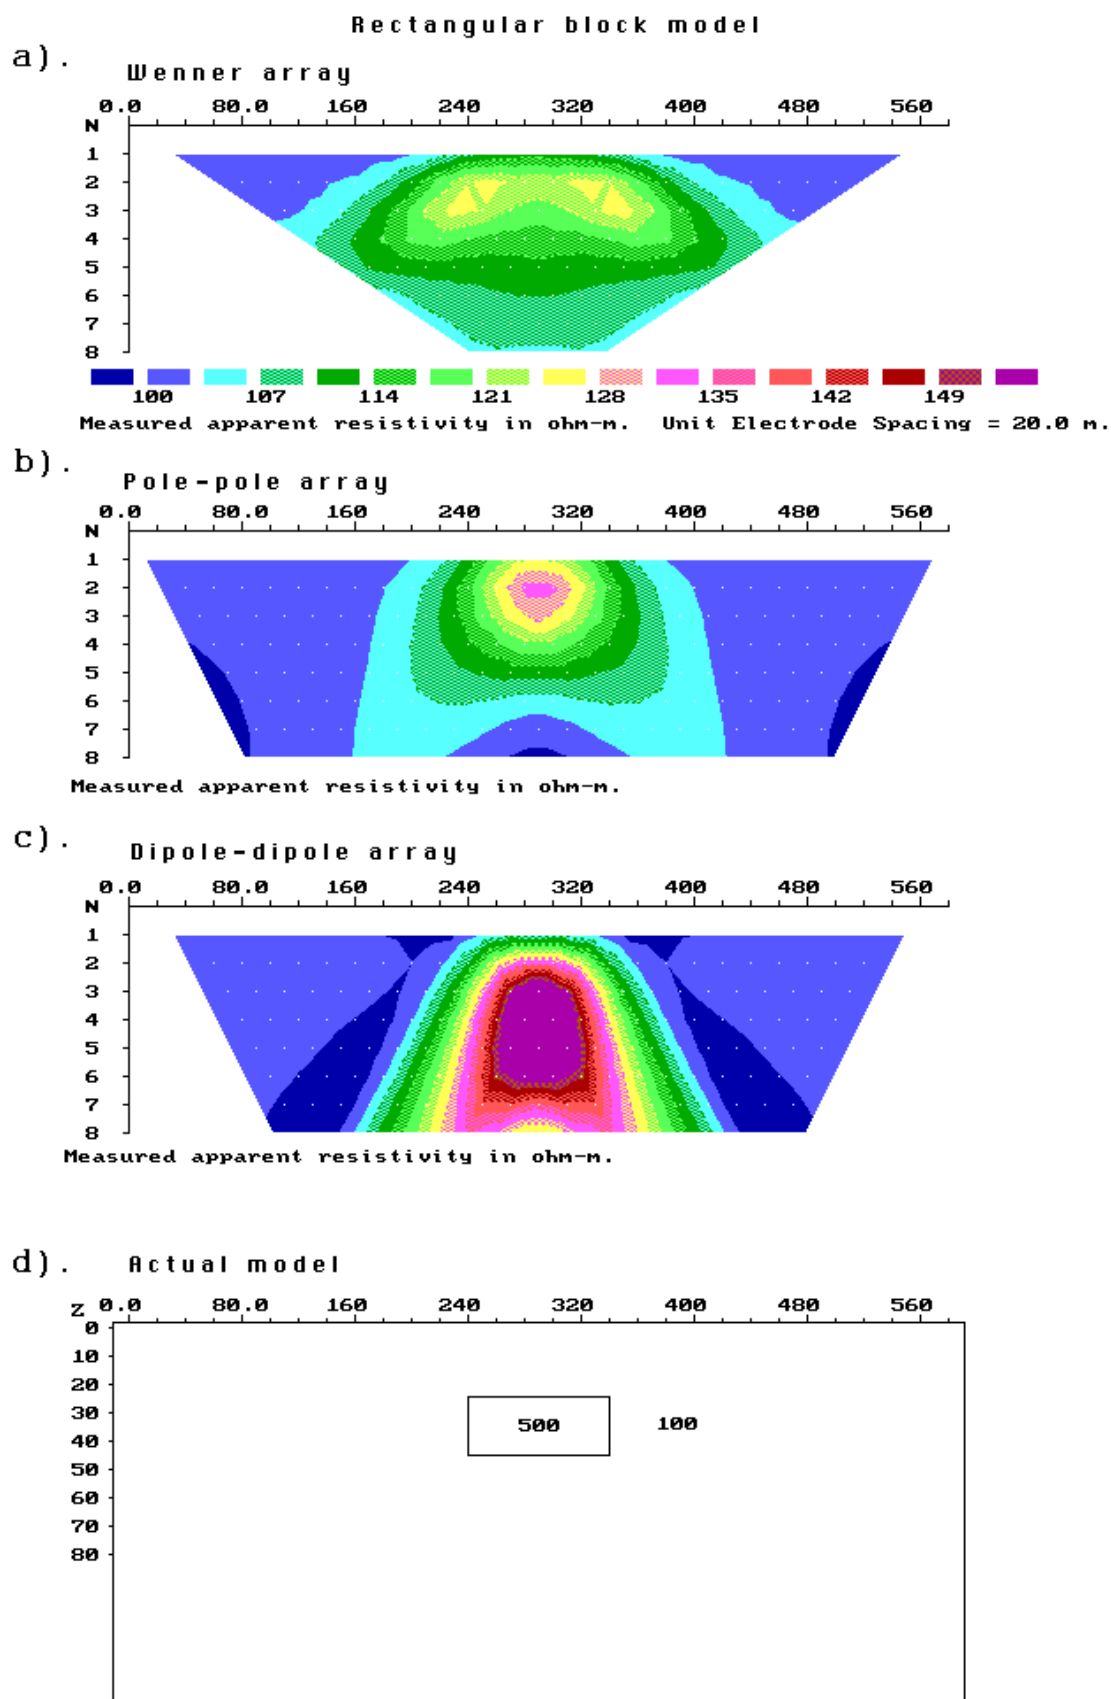 Rectangular block model
a).
Wenner array
0.0 80.0 160 240 320 400 480 560
N
1
2
3
4
5
6
7
8
100 107 114 121 128 135 142 149
Measured apparent resistivity in ohm-m. Unit Electrode Spacing = 20.0 m.
b).
Pole-pole array
0.0 80.0 160 240 320 400 480 560
N
1
2
3
4
5
6
7
8
Measured apparent resistivity in ohm-m.
c).
Dipole-dipole array
0.0 80.0 160 240 320 400 480 560
N
1
2
3
4
5
6
7
8
Measured apparent resistivity in ohm-m.
d). Actual model
Z 0.0 80.0 160 240 320 400 480 560
0
10
20
30
40
50
60
70
80
500 100